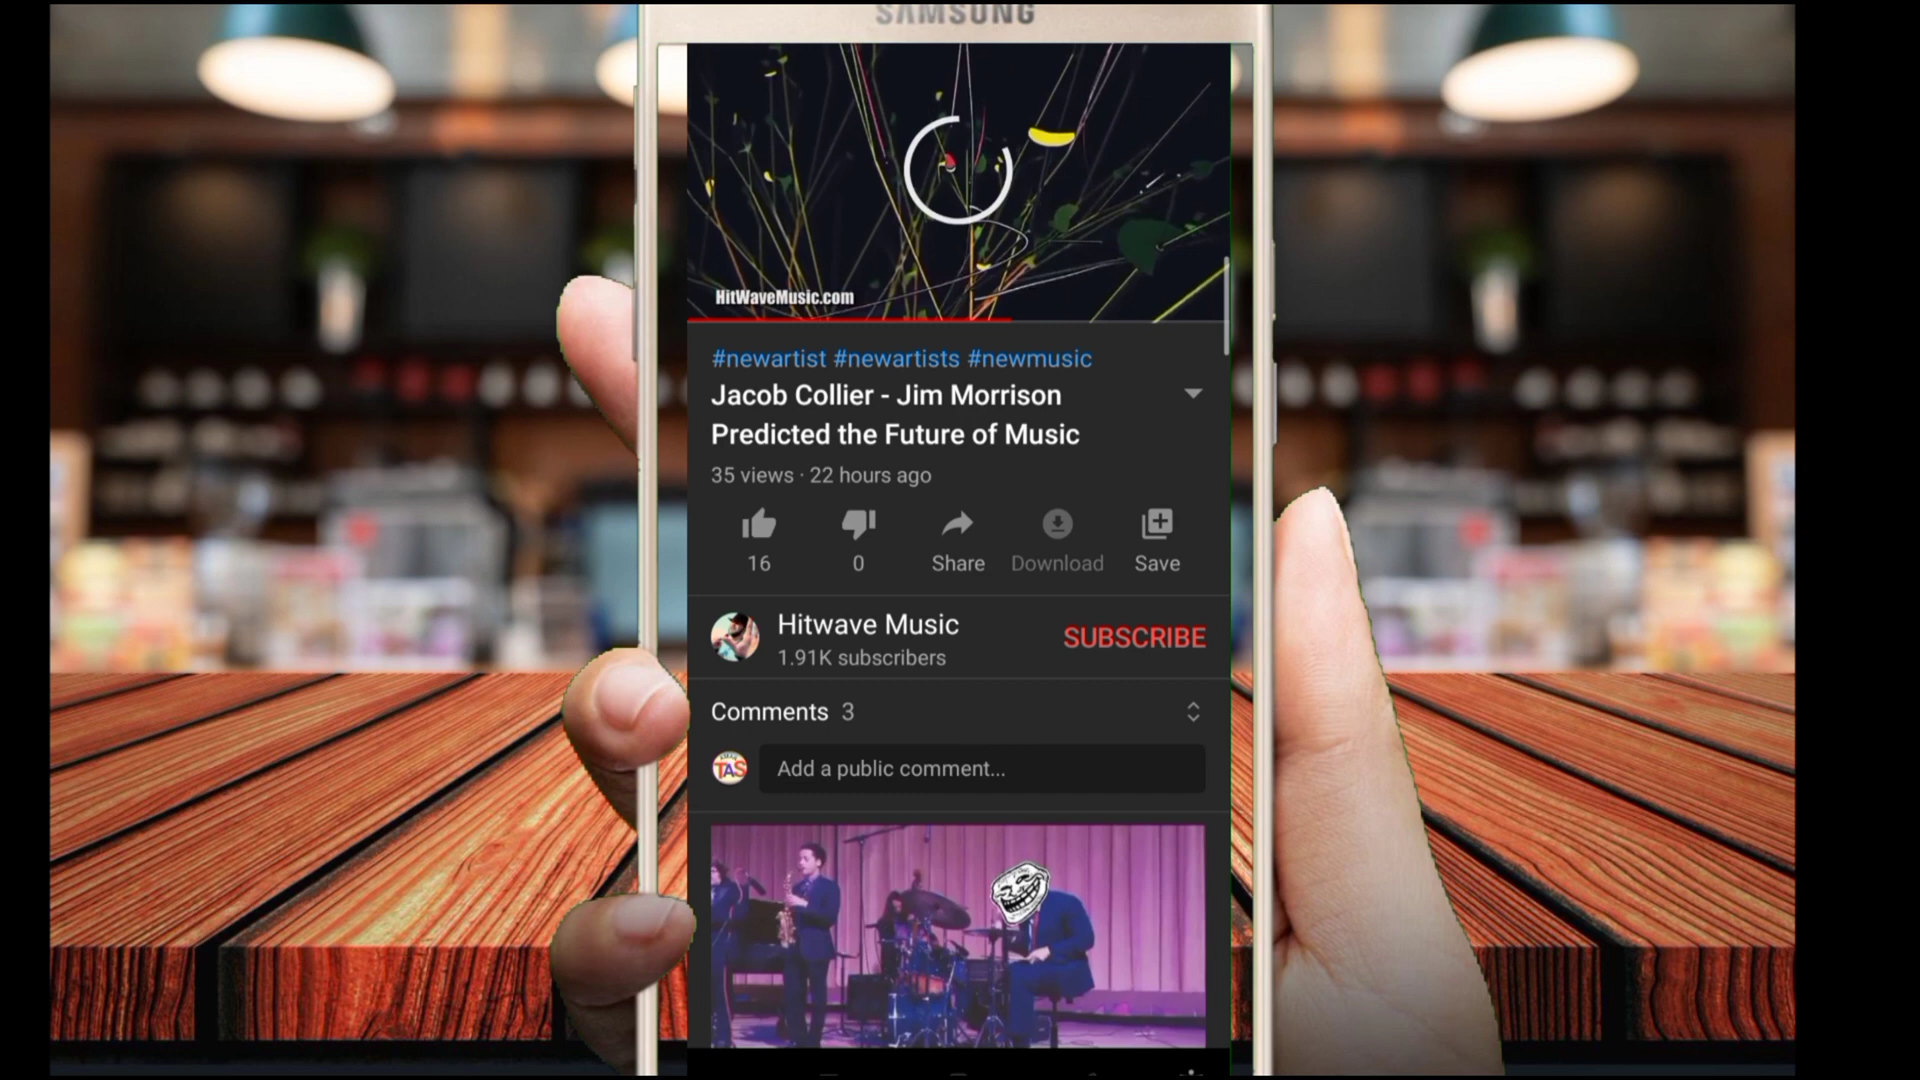 SAMSUNG
HitWaveMusic.com
#newartist #newartists #newmusic
Jacob Collier - Jim Morrison
Predicted the Future of Music
35 views · 22 hours ago
16
0
Share
Download
Save
Hitwave Music
1.91K subscribers
SUBSCRIBE
Comments 3
TAS
Add a public comment...